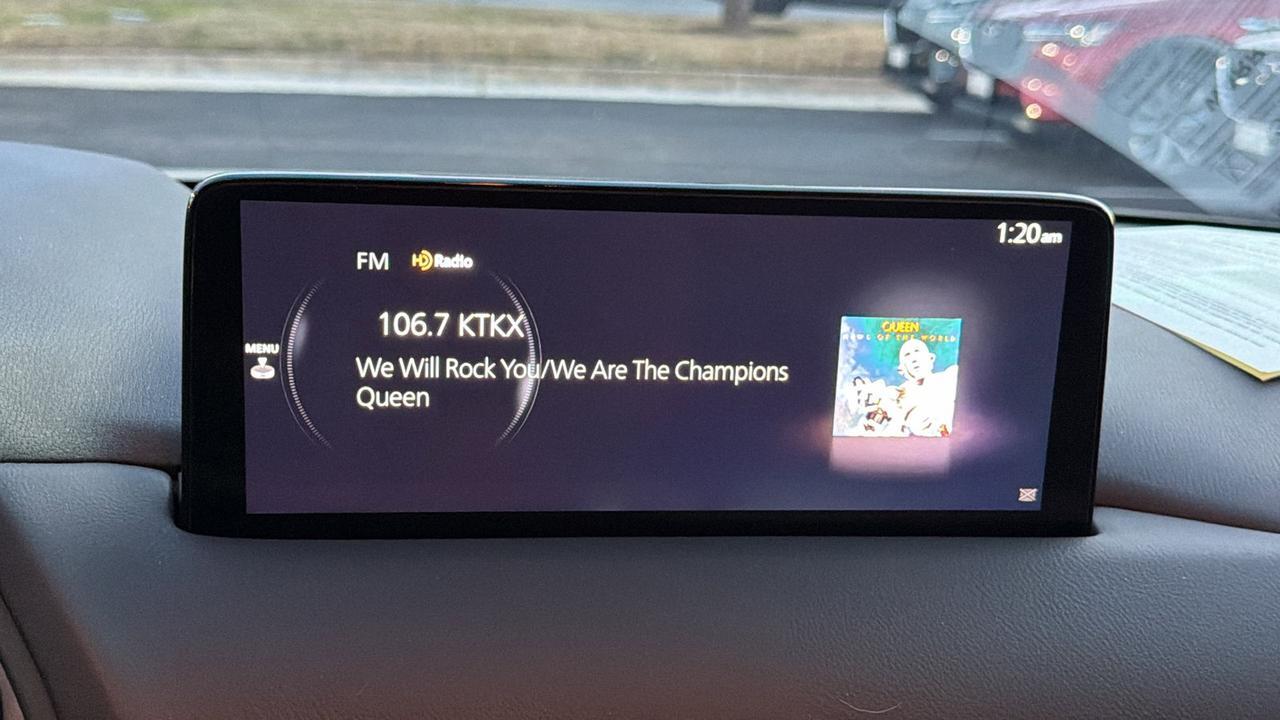 1:20am
FM HD Radio
106.7 KTKX
MENU
We Will Rock You/We Are The Champions
Queen
QUEEN
NEWS OF THE WORLD